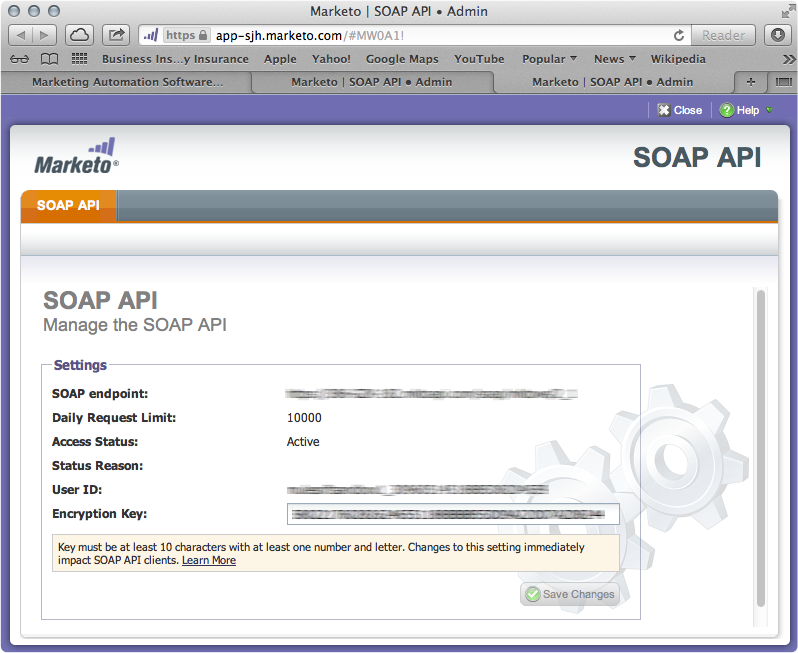 Marketo | SOAP API • Admin
https app-sjh.marketo.com/#MW0A1! Reader
Business Ins...y Insurance Apple Yahoo! Google Maps YouTube Popular News Wikipedia
Marketing Automation Software... Marketo | SOAP API • Admin Marketo | SOAP API • Admin
Close Help
Marketo® SOAP API
SOAP API
SOAP API
Manage the SOAP API
Settings
SOAP endpoint:
Daily Request Limit: 10000
Access Status: Active
Status Reason:
User ID:
Encryption Key:
Key must be at least 10 characters with at least one number and letter. Changes to this setting immediately
impact SOAP API clients. Learn More
Save Changes